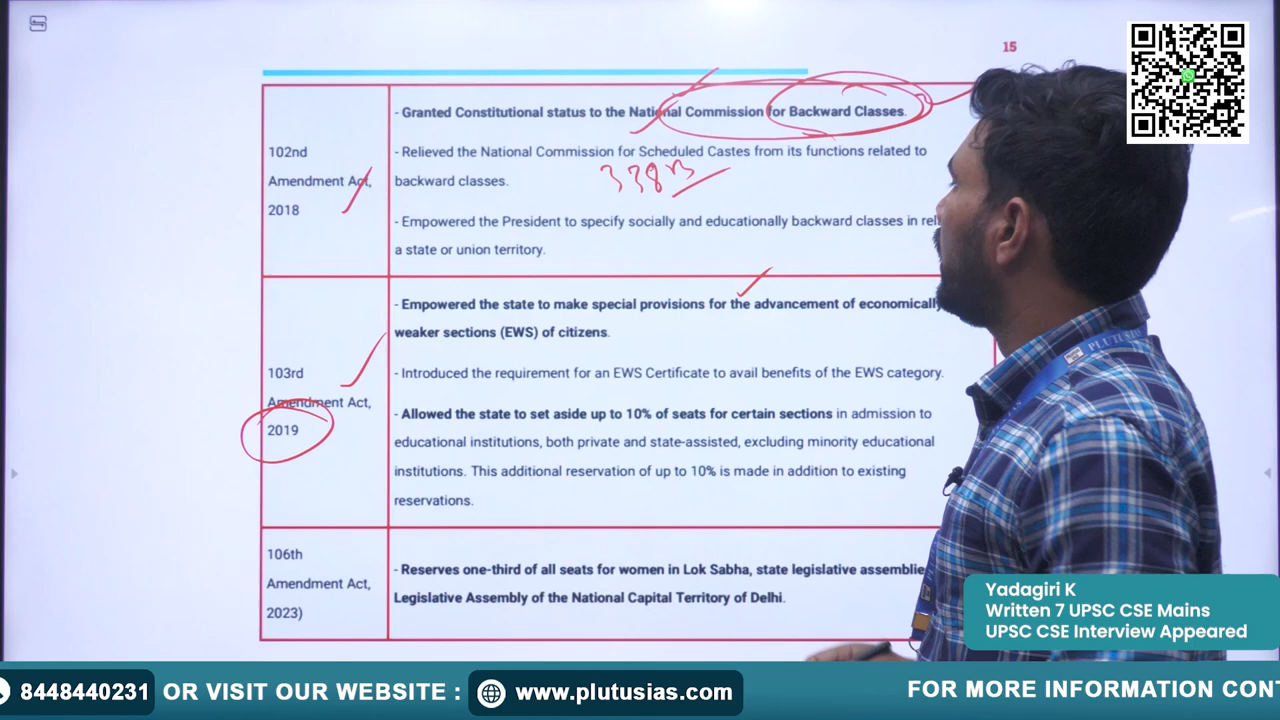 15
- Granted Constitutional status to the National Commission for Backward Classes.
102nd
Amendment Act,
2018
- Relieved the National Commission for Scheduled Castes from its functions related to
backward classes.
338B
- Empowered the President to specify socially and educationally backward classes in rel
a state or union territory.
- Empowered the state to make special provisions for the advancement of economically
weaker sections (EWS) of citizens.
103rd
Amendment Act,
2019
- Introduced the requirement for an EWS Certificate to avail benefits of the EWS category.
- Allowed the state to set aside up to 10% of seats for certain sections in admission to
educational institutions, both private and state-assisted, excluding minority educational
institutions. This additional reservation of up to 10% is made in addition to existing
reservations.
106th
Amendment Act,
2023)
- Reserves one-third of all seats for women in Lok Sabha, state legislative assemblie
Legislative Assembly of the National Capital Territory of Delhi.
PLUTUS IAS
Yadagiri K
Written 7 UPSC CSE Mains
UPSC CSE Interview Appeared
8448440231 OR VISIT OUR WEBSITE : www.plutusias.com FOR MORE INFORMATION CONT